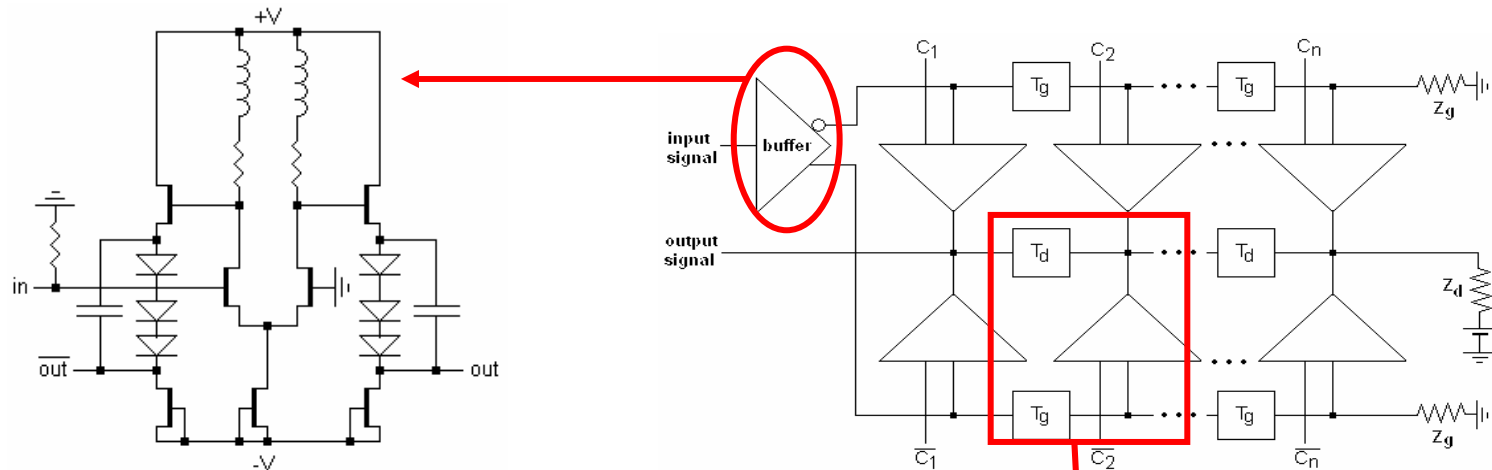 +V
in
out
out
-V
input signal
buffer
output signal
C1
C2
Cn
Tg
Tg
Zg
Td
Td
Zd
Tg
Tg
Zg
C1
C2
Cn